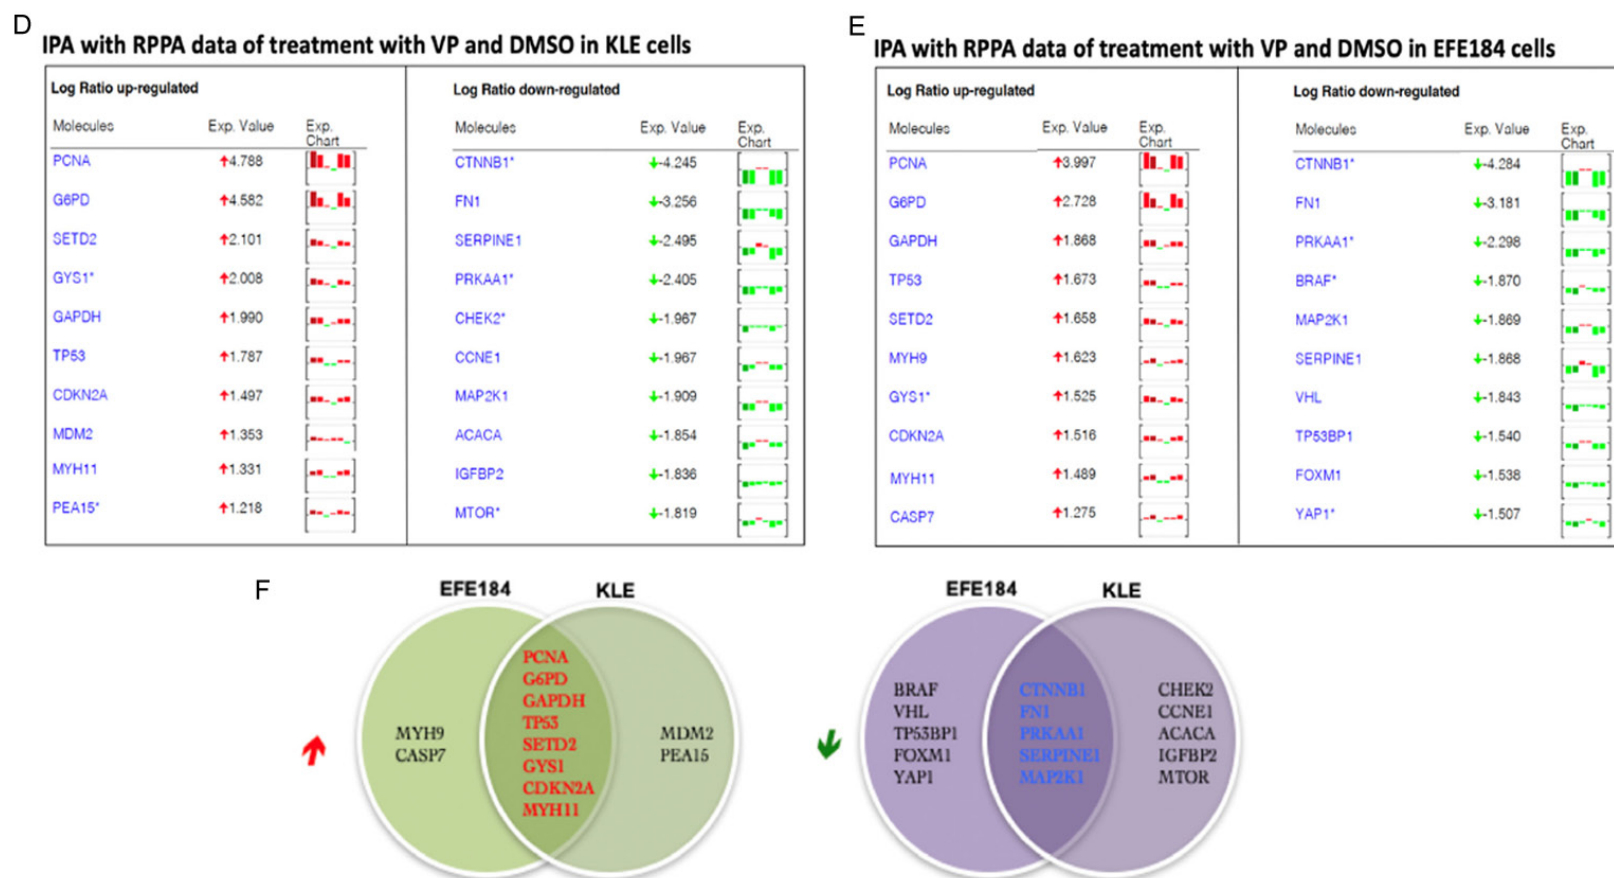 D
IPA with RPPA data of treatment with VP and DMSO in KLE cells
Log Ratio up-regulated
Molecules Exp. Value Exp. Chart
PCNA ↑4.788
G6PD ↑4.582
SETD2 ↑2.101
GYS1* ↑2.008
GAPDH ↑1.990
TP53 ↑1.787
CDKN2A ↑1.497
MDM2 ↑1.353
MYH11 ↑1.331
PEA15* ↑1.218
Log Ratio down-regulated
Molecules Exp. Value Exp. Chart
CTNNB1* ↓-4.245
FN1 ↓-3.256
SERPINE1 ↓-2.495
PRKAA1* ↓-2.405
CHEK2* ↓-1.967
CCNE1 ↓-1.967
MAP2K1 ↓-1.909
ACACA ↓-1.854
IGFBP2 ↓-1.836
MTOR* ↓-1.819
E
IPA with RPPA data of treatment with VP and DMSO in EFE184 cells
Log Ratio up-regulated
Molecules Exp. Value Exp. Chart
PCNA ↑3.997
G6PD ↑2.728
GAPDH ↑1.868
TP53 ↑1.673
SETD2 ↑1.658
MYH9 ↑1.623
GYS1* ↑1.525
CDKN2A ↑1.516
MYH11 ↑1.489
CASP7 ↑1.275
Log Ratio down-regulated
Molecules Exp. Value Exp. Chart
CTNNB1* ↓-4.284
FN1 ↓-3.181
PRKAA1* ↓-2.298
BRAF* ↓-1.870
MAP2K1 ↓-1.869
SERPINE1 ↓-1.868
VHL ↓-1.843
TP53BP1 ↓-1.540
FOXM1 ↓-1.538
YAP1* ↓-1.507
F
EFE184 KLE
MYH9
CASP7
PCNA
G6PD
GAPDH
TP53
SETD2
GYS1
CDKN2A
MYH11
MDM2
PEA15
EFE184 KLE
BRAF
VHL
TP53BP1
FOXM1
YAP1
CTNNB1
FN1
PRKAA1
SERPINE1
MAP2K1
CHEK2
CCNE1
ACACA
IGFBP2
MTOR